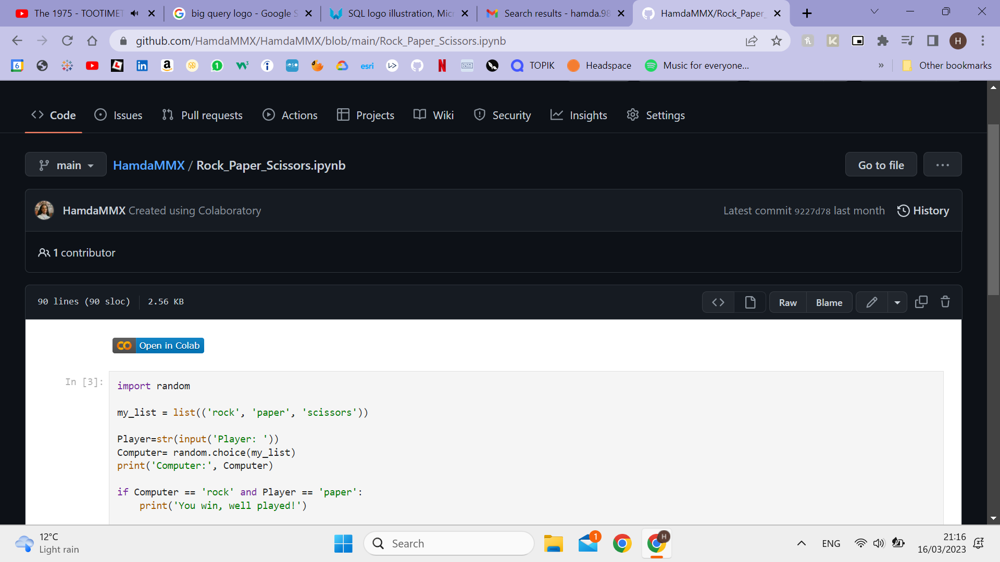 The 1975 - TOOTIMET
big query logo - Google S
SQL logo illustration, Mic
Search results - hamda.98
HamdaMMX/Rock_Paper_
github.com/HamdaMMX/HamdaMMX/blob/main/Rock_Paper_Scissors.ipynb
H
6
a
1
esri
N
TOPIK
Headspace
Music for everyone...
»
Other bookmarks
Code
Issues
Pull requests
Actions
Projects
Wiki
Security
Insights
Settings
main
HamdaMMX / Rock_Paper_Scissors.ipynb
Go to file
...
HamdaMMX Created using Colaboratory
Latest commit 9227d78 last month
History
1 contributor
90 lines (90 sloc)
2.56 KB
Raw
Blame
Open in Colab
In [3]:
import random
my_list = list(('rock', 'paper', 'scissors'))
Player=str(input('Player: '))
Computer= random.choice(my_list)
print('Computer:', Computer)
if Computer == 'rock' and Player == 'paper':
print('You win, well played!')
12°C
Light rain
Search
1
H
ENG
21:16
16/03/2023